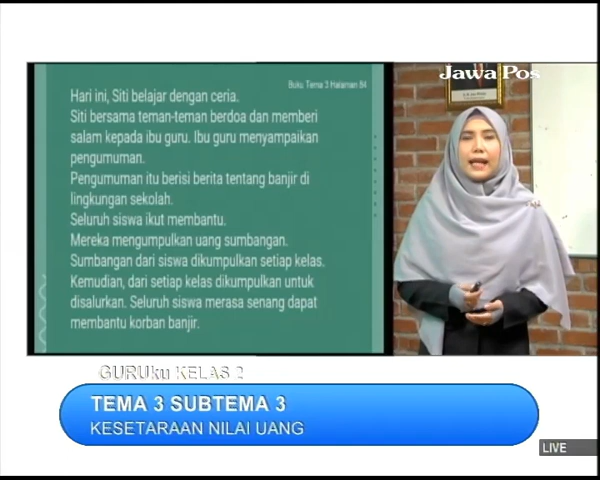 Jawa Pos
Buku Tema 3 Halaman 84
Hari ini, Siti belajar dengan ceria.
Siti bersama teman-teman berdoa dan memberi
salam kepada ibu guru. Ibu guru menyampaikan
pengumuman.
Pengumuman itu berisi berita tentang banjir di
lingkungan sekolah.
Seluruh siswa ikut membantu.
Mereka mengumpulkan uang sumbangan.
Sumbangan dari siswa dikumpulkan setiap kelas.
Kemudian, dari setiap kelas dikumpulkan untuk
disalurkan. Seluruh siswa merasa senang dapat
membantu korban banjir.
GURUku KELAS 2
TEMA 3 SUBTEMA 3
KESETARAAN NILAI UANG
LIVE